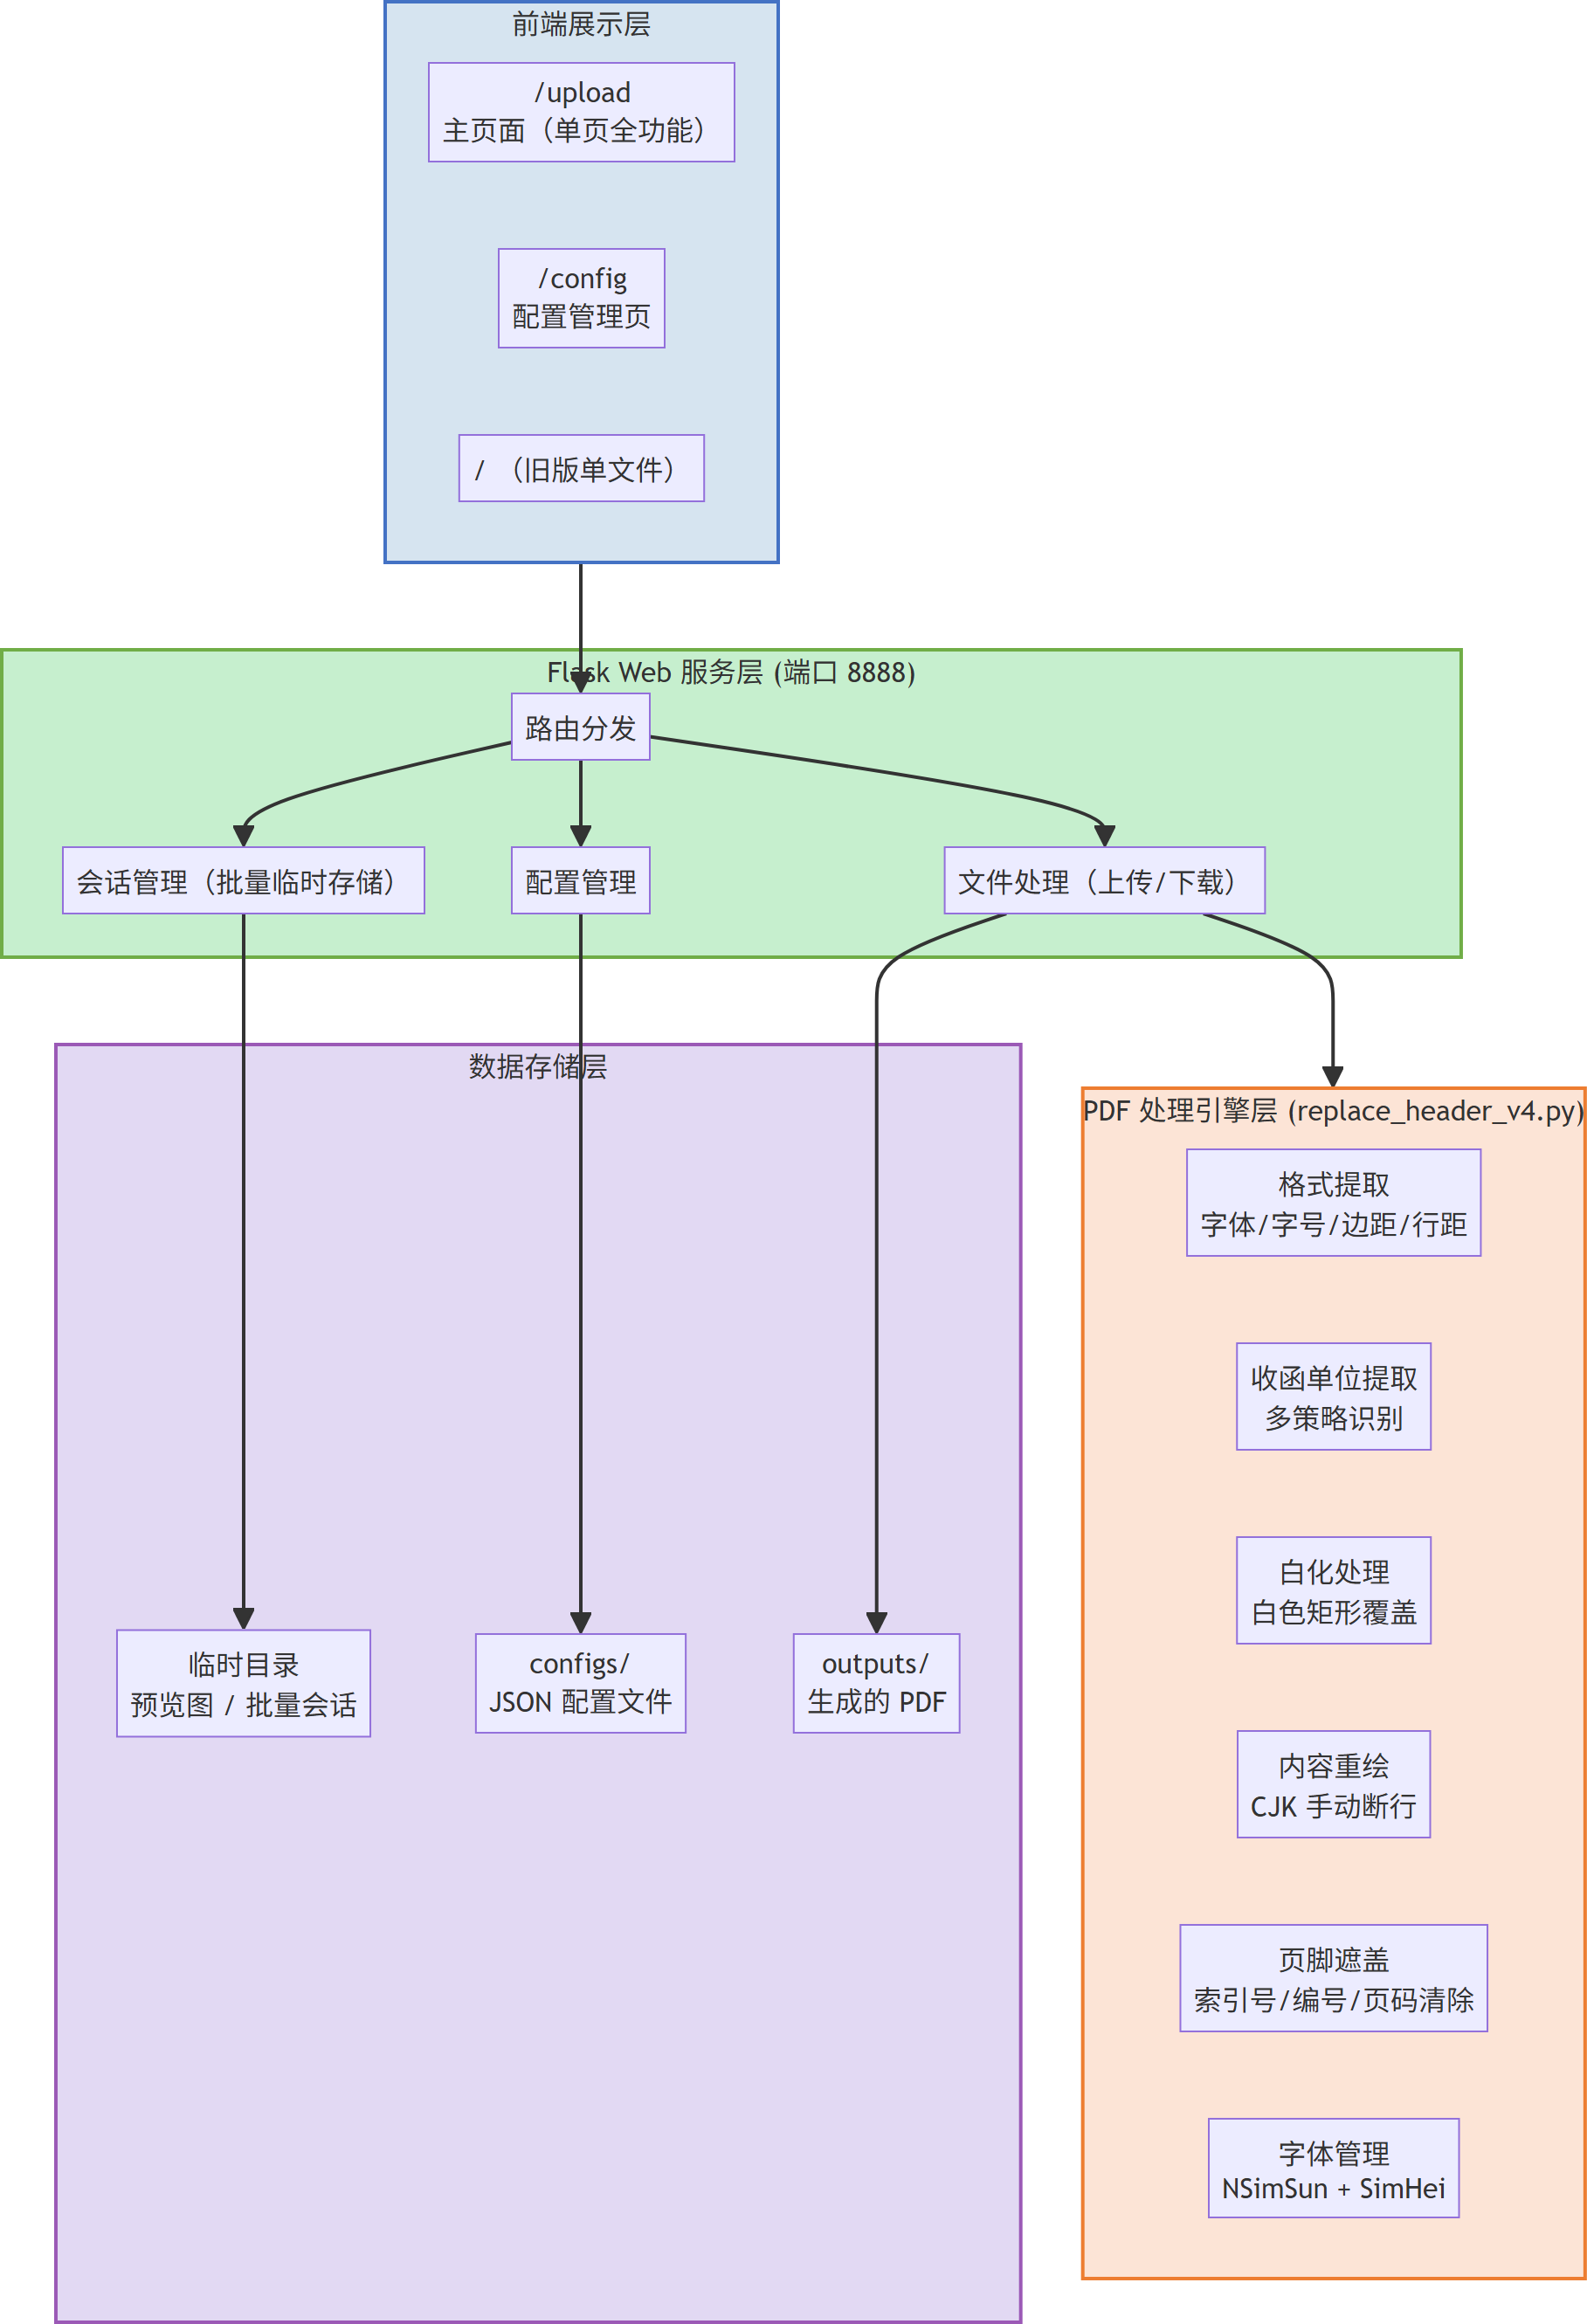 前端展示层
/upload
主页面（单页全功能）
/config
配置管理页
/ （旧版单文件）
Flask Web 服务层 (端口 8888)
路由分发
会话管理（批量临时存储）
配置管理
文件处理（上传/下载）
数据存储层
PDF 处理引擎层 (replace_header_v4.py)
格式提取
字体/字号/边距/行距
收函单位提取
多策略识别
白化处理
白色矩形覆盖
临时目录
预览图 / 批量会话
configs/
JSON 配置文件
outputs/
生成的 PDF
内容重绘
CJK 手动断行
页脚遮盖
索引号/编号/页码清除
字体管理
NSimSun + SimHei